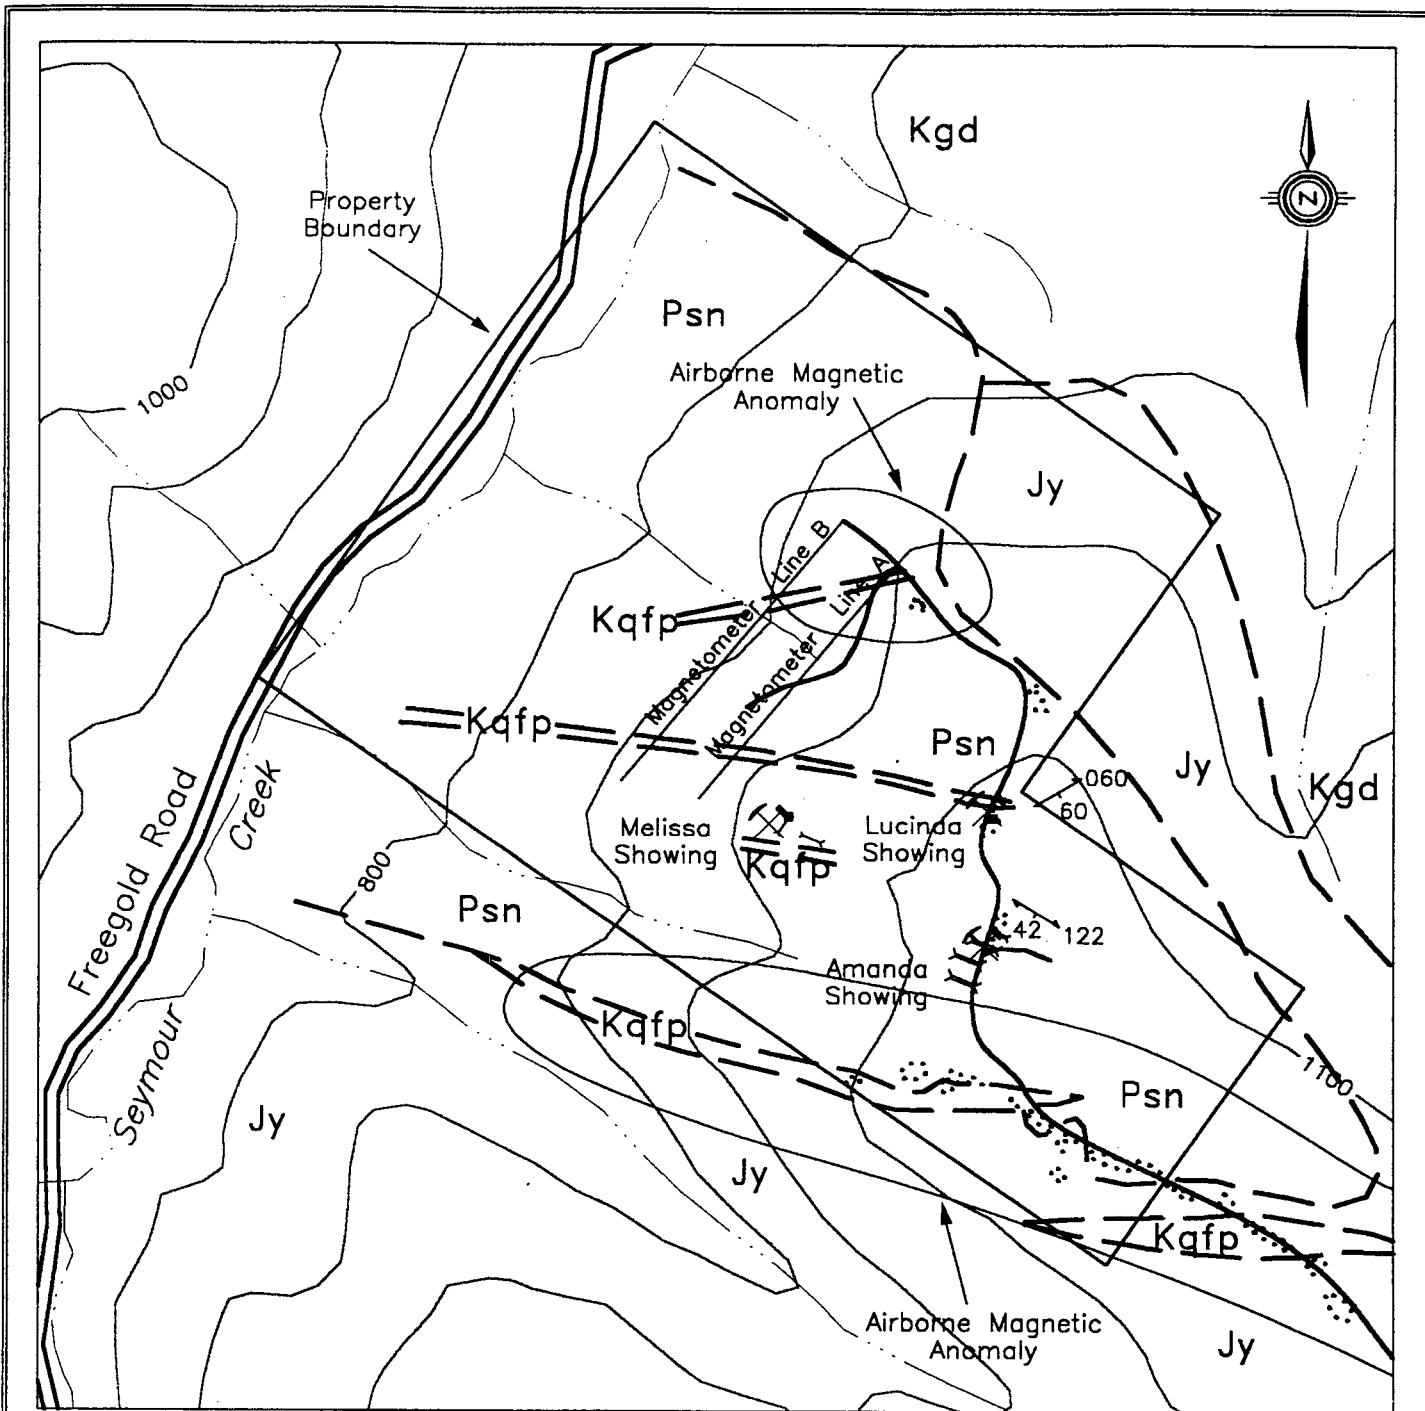 Kgd
N
Property
Boundary
Psn
Airborne Magnetic
Anomaly
1000
Jy
Line B
Line A
Kqfp
Magnetometer
Magnetometer
Kqfp
Psn
Jy
Kgd
060
60
Melissa
Showing
Lucinda
Showing
Kqfp
Freegold Road
Creek
800
Psn
42
122
Amanda
Showing
Kqfp
Seymour
Jy
Psn
1100
Jy
Kqfp
Airborne Magnetic
Anomaly
Jy